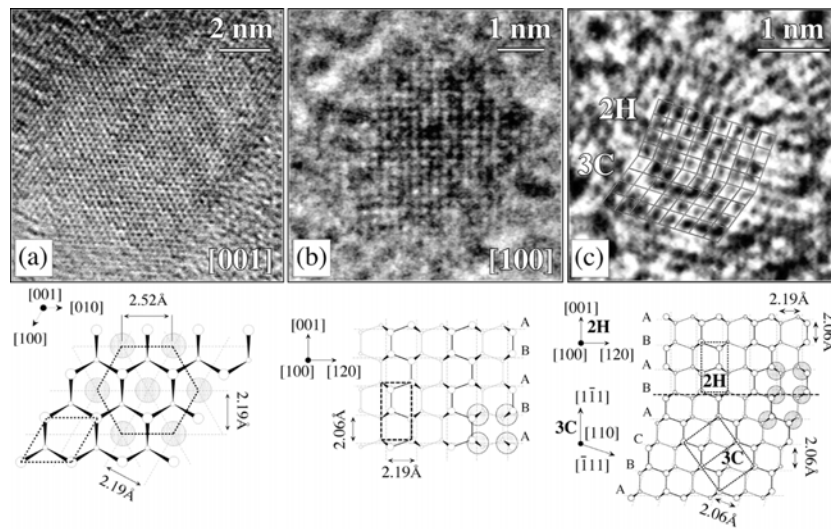 2 nm
(a)
[001]
1 nm
(b)
[100]
1 nm
2H
3C
(c)
[001]
[010]
[100]
2.52Å
2.19Å
2.19Å
[001]
[100] [120]
A
B
A
B
A
2.06Å
2.19Å
[001]
2H
[100] [120]
[11̄1]
3C
[110]
[1̄11]
A
B
A
B
A
C
B
A
2H
3C
2.19Å
2.06Å
2.06Å
2.06Å